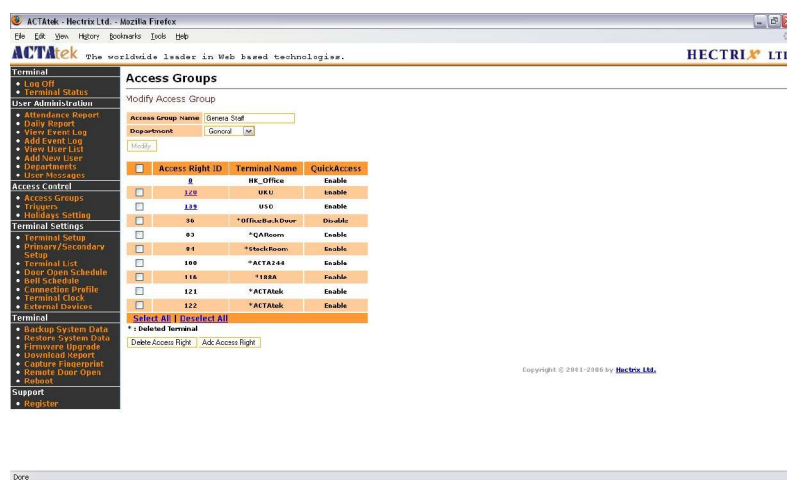 ACTAtek - Hectrix Ltd. - Mozilla Firefox
File Edit View History Bookmarks Tools Help
ACTAtek The worldwide leader in Web based technologies.
HECTRIX LTD
Terminal
• Log Off
• Terminal Status
User Administration
• Attendance Report
• Daily Report
• View Event Log
• Add Event Log
• View User List
• Add New User
• Departments
• User Messages
Access Control
• Access Groups
• Triggers
• Holidays Setting
Terminal Settings
• Terminal Setup
• Primary/Secondary
Setup
• Terminal List
• Door Open Schedule
• Bell Schedule
• Connection Profile
• Terminal Clock
• External Devices
Terminal
• Backup System Data
• Restore System Data
• Firmware Upgrade
• Download Report
• Capture Fingerprint
• Remote Door Open
• Reboot
Support
• Register
Access Groups
Modify Access Group
Access Group Name Genera Staff
Department General
Modify
Access Right ID Terminal Name QuickAccess
0 HK_Office Enable
Enable
139 Enable
36 *OfficeBackDoor Disable
83 *QARoom Enable
84 *StockRoom Enable
100 *ACTA244 Enable
116 *188A Enable
121 *ACTAtek Enable
122 *ACTAtek Enable
Select All | Deselect All
* : Deleted Terminal
Delete Access Right Add Access Right
Copyright © 2001-2006 by Hectrix Ltd.
Done